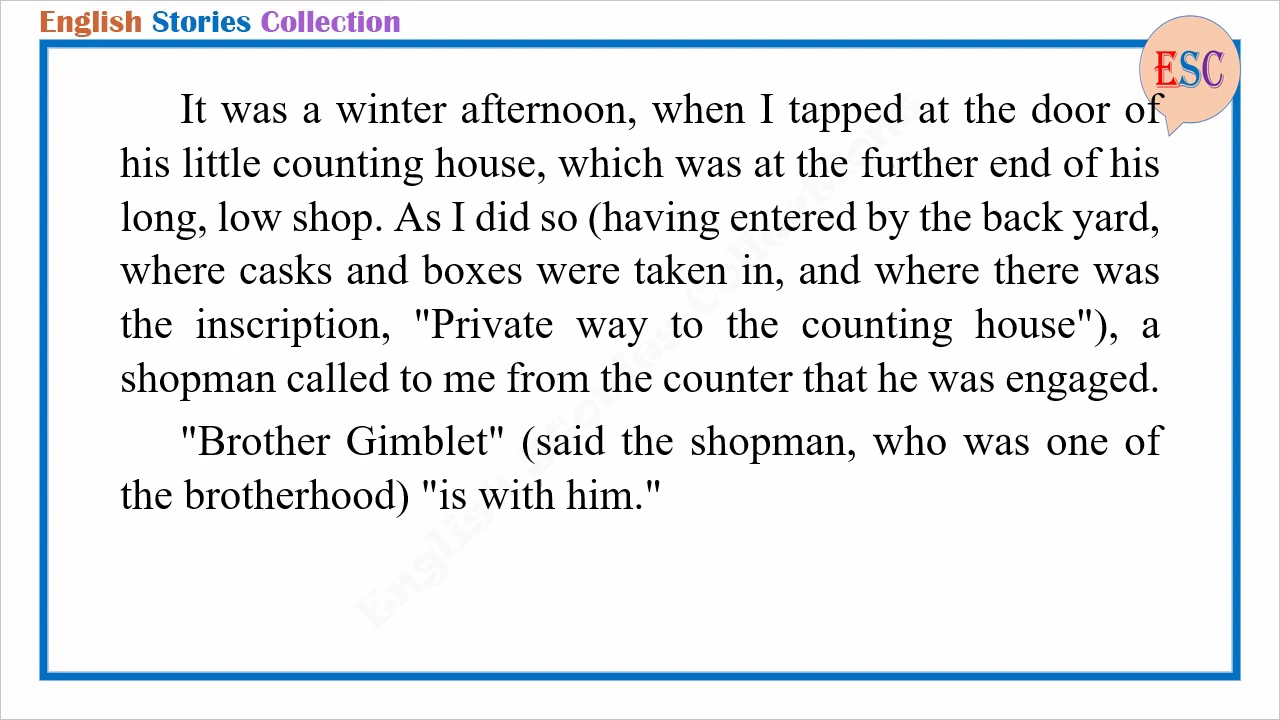 English Stories Collection
ESC
It was a winter afternoon, when I tapped at the door of
his little counting house, which was at the further end of his
long, low shop. As I did so (having entered by the back yard,
where casks and boxes were taken in, and where there was
the inscription, "Private way to the counting house"), a
shopman called to me from the counter that he was engaged.
"Brother Gimblet" (said the shopman, who was one of
the brotherhood) "is with him."
English Stories Collection